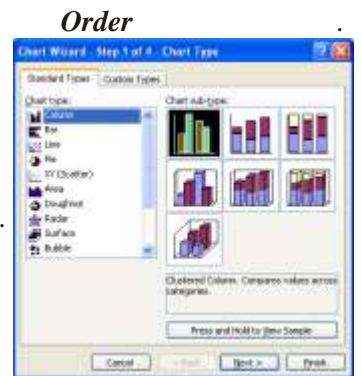 Order .
Chart Wizard - Step 1 of 4 - Chart Type
Standard Types Custom Types
Chart type: Chart sub-type:
Column
Bar
Line
Pie
XY (Scatter)
Area
Doughnut
Radar
Surface
Bubble
.
Clustered Column. Compares values across
categories.
Press and Hold to View Sample
Cancel < Back Next > Finish